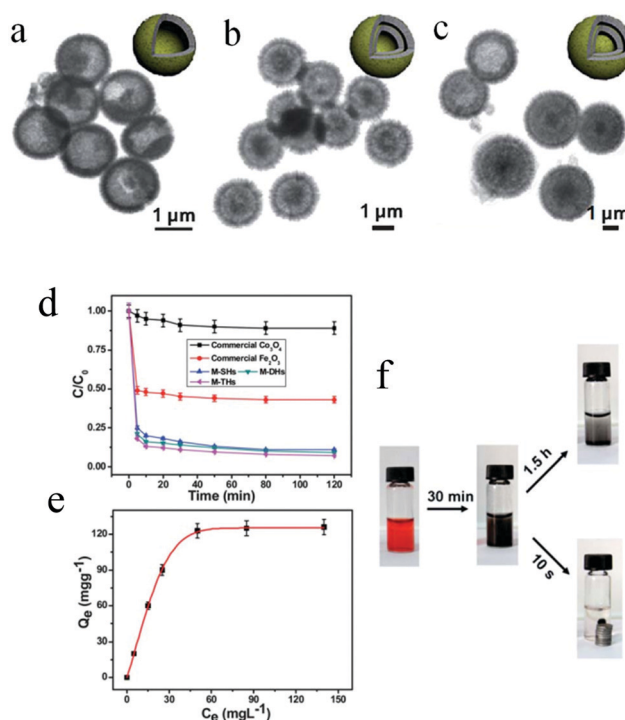 a
b
c
1 µm
1 µm
1 µm
d
1.00
0.75
0.50
0.25
0.00
C/C0
Commercial Co3O4
Commercial Fe2O3
M-SHs M-DHs
M-THs
0 20 40 60 80 100 120
Time (min)
e
120
90
60
30
0
Qe (mgg-1)
0 30 60 90 120 150
Ce (mgL-1)
f
30 min
1.5 h
10 s